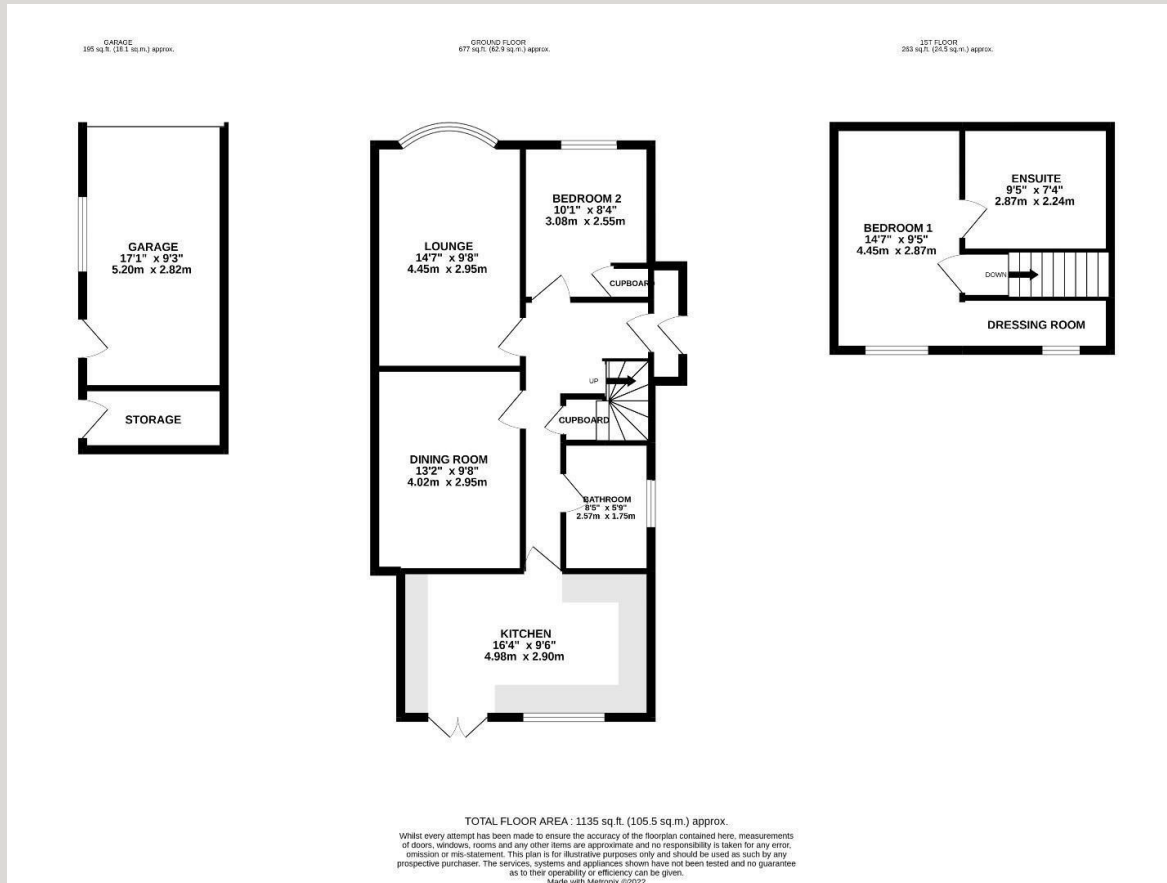 GARAGE
195 sq.ft. (18.1 sq.m.) approx.
GROUND FLOOR
677 sq.ft. (62.9 sq.m.) approx.
1ST FLOOR
263 sq.ft. (24.5 sq.m.) approx.
GARAGE
17'1" x 9'3"
5.20m x 2.82m
STORAGE
LOUNGE
14'7" x 9'8"
4.45m x 2.95m
BEDROOM 2
10'1" x 8'4"
3.08m x 2.55m
CUPBOARD
UP
CUPBOARD
DINING ROOM
13'2" x 9'8"
4.02m x 2.95m
BATHROOM
8'5" x 5'9"
2.57m x 1.75m
KITCHEN
16'4" x 9'6"
4.98m x 2.90m
ENSUITE
9'5" x 7'4"
2.87m x 2.24m
BEDROOM 1
14'7" x 9'5"
4.45m x 2.87m
DOWN
DRESSING ROOM
TOTAL FLOOR AREA : 1135 sq.ft. (105.5 sq.m.) approx.
Whilst every attempt has been made to ensure the accuracy of the floorplan contained here, measurements
of doors, windows, rooms and any other items are approximate and no responsibility is taken for any error,
omission or mis-statement. This plan is for illustrative purposes only and should be used as such by any
prospective purchaser. The services, systems and appliances shown have not been tested and no guarantee
as to their operability or efficiency can be given.
Made with Metropix ©2022